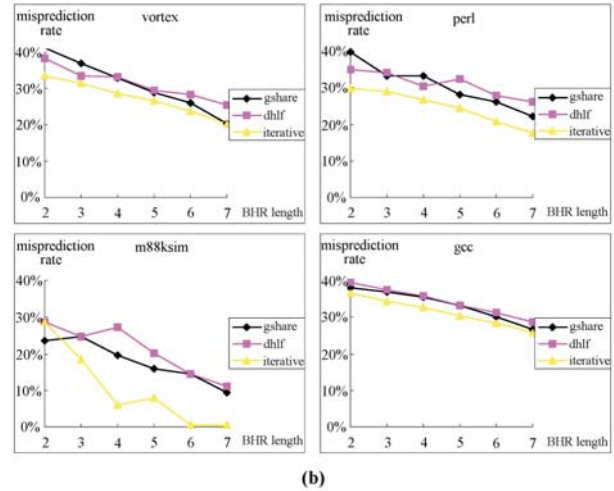 misprediction
rate
vortex
40%
30%
20%
10%
0%
2 3 4 5 6 7
BHR length
gshare
dhlf
iterative
misprediction
rate
perl
40%
30%
20%
10%
0%
2 3 4 5 6 7
BHR length
gshare
dhlf
iterative
misprediction
rate
m88ksim
40%
30%
20%
10%
0%
2 3 4 5 6 7
BHR length
gshare
dhlf
iterative
misprediction
rate
gcc
40%
30%
20%
10%
0%
2 3 4 5 6 7
BHR length
gshare
dhlf
iterative
(b)